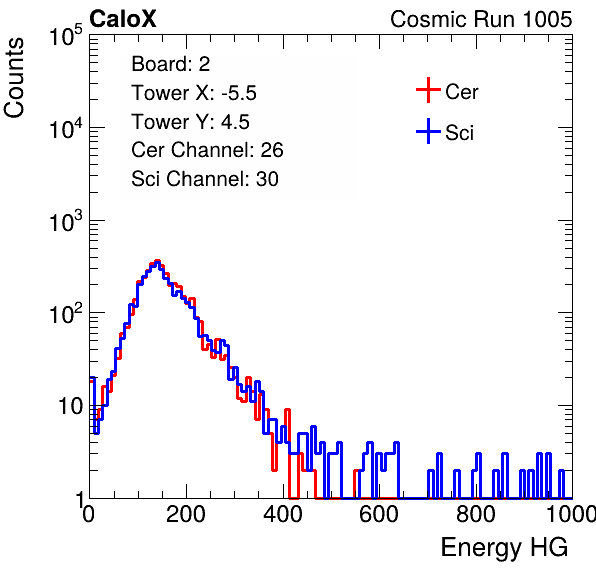 CaloX Cosmic Run 1005
Counts
Board: 2
Tower X: -5.5
Tower Y: 4.5
Cer Channel: 26
Sci Channel: 30
Cer
Sci
10^5
10^4
10^3
10^2
10
1
0 200 400 600 800 1000
Energy HG